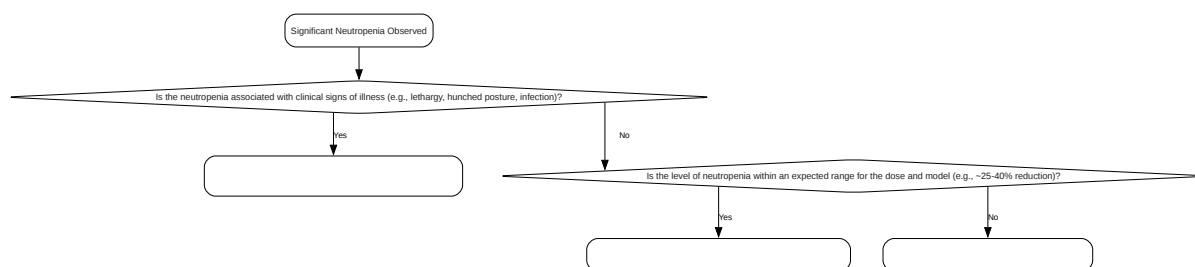 Significant Neutropenia Observed
Is the neutropenia associated with clinical signs of illness (e.g., lethargy, hunched posture, infection)?
Yes
No
Is the level of neutropenia within an expected range for the dose and model (e.g., ~25-40% reduction)?
Yes
No